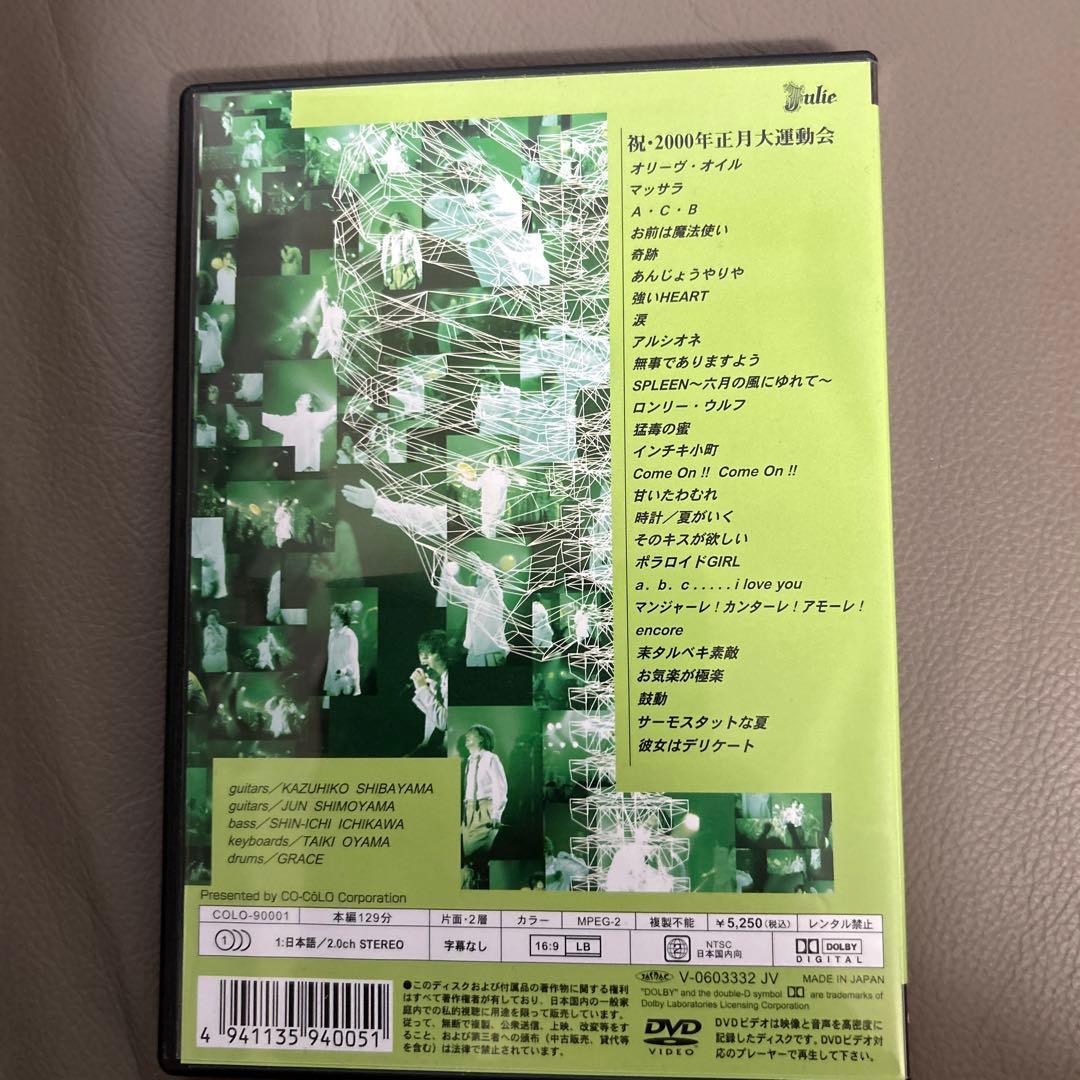 Julie
祝・2000年正月大運動会
オリーヴ・オイル
マッサラ
A・C・B
お前は魔法使い
奇跡
あんじょうやりや
強いHEART
涙
アルシオネ
無事でありますよう
SPLEEN～六月の風にゆれて～
ロンリー・ウルフ
猛毒の蜜
インチキ小町
Come On !! Come On !!
甘いたわむれ
時計／夏がいく
そのキスが欲しい
ポラロイドGIRL
a . b . c . . . . . i love you
マンジャーレ！カンターレ！アモーレ！
encore
耒タルベキ素敵
お気楽が極楽
鼓動
サーモスタットな夏
彼女はデリケート
guitars／KAZUHIKO SHIBAYAMA
guitars／JUN SHIMOYAMA
bass／SHIN-ICHI ICHIKAWA
keyboards／TAIKI OYAMA
drums／GRACE
Presented by CO-CóLO Corporation
COLO-90001 本編129分 片面・2層 カラー MPEG-2 複製不能 ￥5,250(税込) レンタル禁止
1 1:日本語／2.0ch STEREO 字幕なし 16:9 LB 2 NTSC 日本国内向 DOLBY DIGITAL
●このディスクおよび付属品の著作物に関する権利
はすべて著作権者が有しており、日本国内の一般家
庭内での私的視聴に用途を限って販売しています。
従って、無断で複製、公衆送信、上映、改変等をす
ること、および第三者への頒布（中古販売、貸代等
を含む）は法律で禁止されています。
4 941135 940051
V-0603332 JV MADE IN JAPAN
"DOLBY" and the double-D symbol are trademarks of
Dolby Laboratories Licensing Corporation
DVD VIDEO
DVDビデオは映像と音声を高密度に
記録したディスクです。DVDビデオ対
応のプレーヤーで再生して下さい。